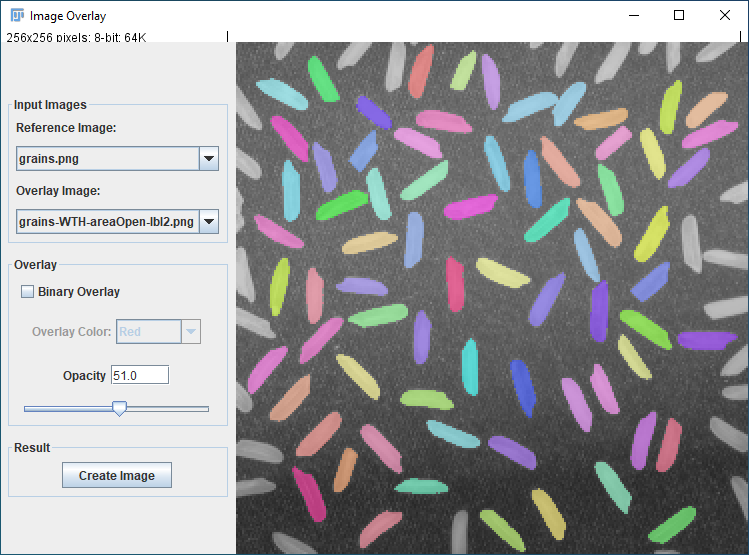 Image Overlay
256x256 pixels; 8-bit; 64K
Input Images
Reference Image:
grains.png
Overlay Image:
grains-WTH-areaOpen-lbl2.png
Overlay
Binary Overlay
Overlay Color: Red
Opacity 51.0
Result
Create Image